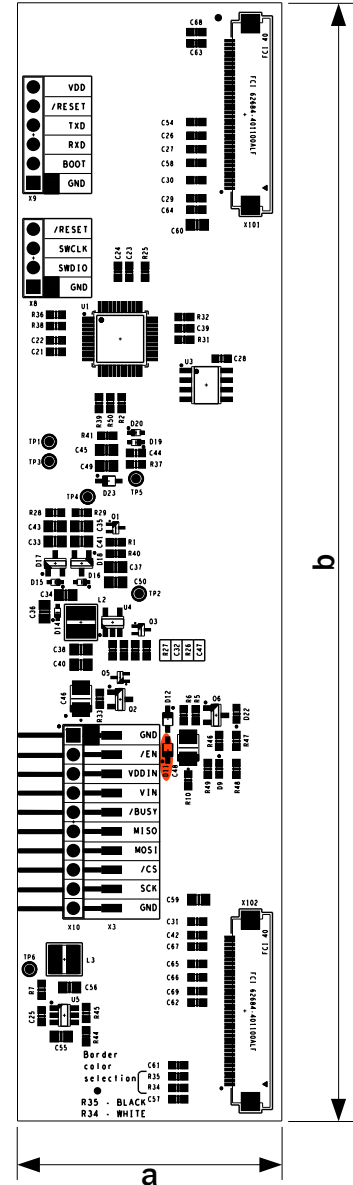 C68
C63
FCI 40
FCI 62684-401100ALF
X101
VDD
/RESET
TXD
RXD
BOOT
GND
X9
C54
C26
C27
C58
C30
C29
C64
C60
/RESET
SWCLK
SWDIO
GND
X8
C24
C23
R25
U1
R36
R38
C22
C21
R32
C39
R31
U3
C28
R39
R50
R2
D20
D19
C44
R37
R41
C45
C49
TP1
TP3
D23
TP5
TP4
R28
R29
C43
C35
Q1
C33
C41
R1
R40
D17
D18
C37
D15
D16
C50
TP2
C34
C36
D14
L2
U4
Q3
C38
C40
R27
C32
R26
C47
Q5
C46
R33
Q2
D12
R6
R5
Q6
D22
D11
C48
R46
R47
R10
R49
D9
R48
GND
/EN
VDDIN
VIN
/BUSY
MISO
MOSI
/CS
SCK
GND
X10
X3
C59
C31
C42
C67
C65
C66
C69
C62
X102
FCI 40
FCI 62684-401100ALF
TP6
L3
R7
C56
U5
C25
R45
R44
C55
Border
color
selection
C61
R35
R34
C57
R35 - BLACK
R34 - WHITE
a
b